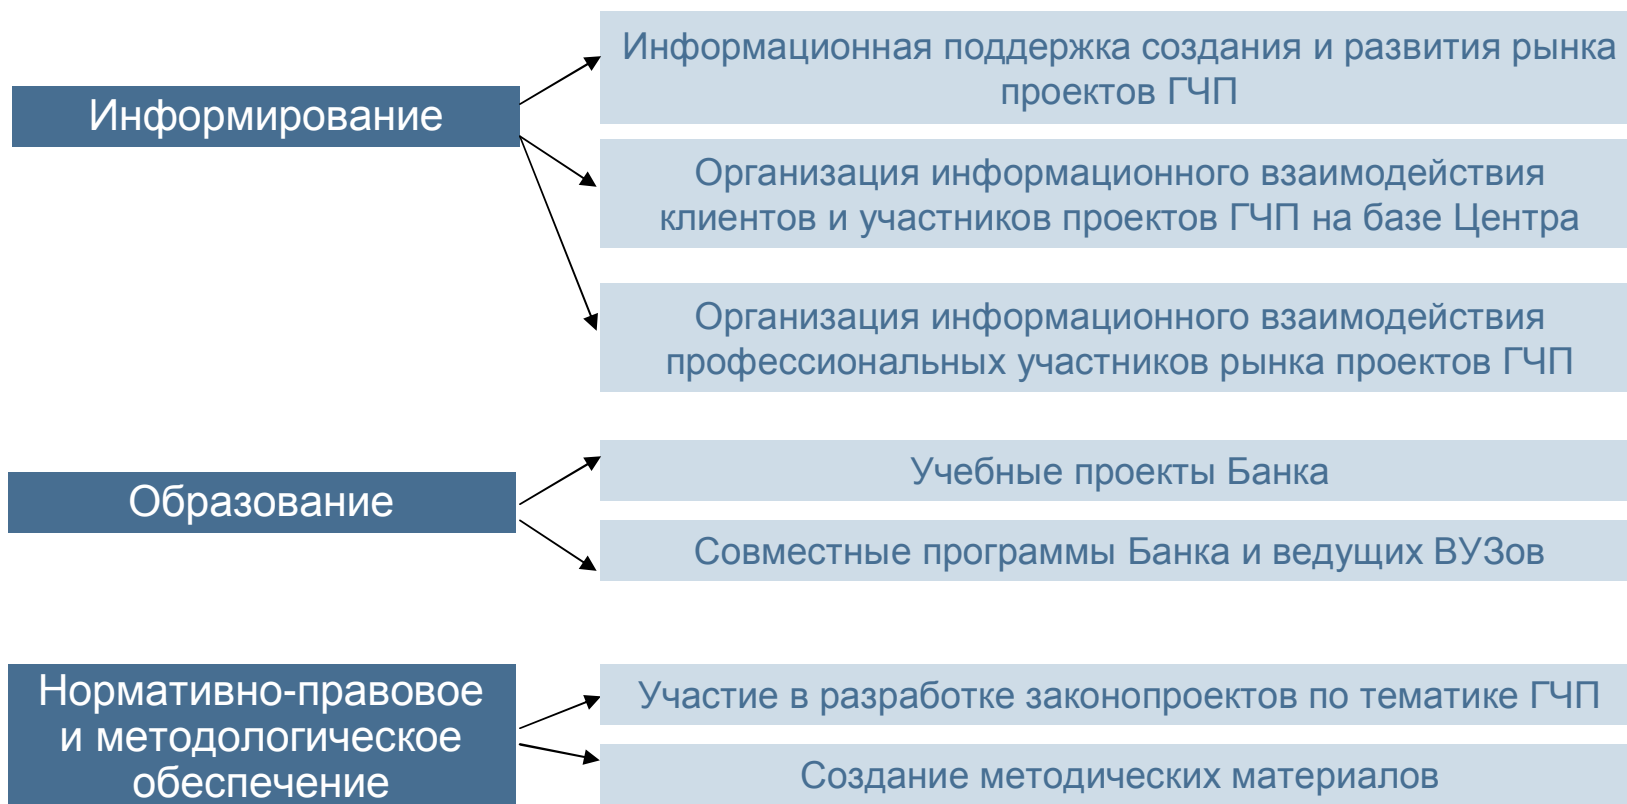 Информирование
Информационная поддержка создания и развития рынка
проектов ГЧП
Организация информационного взаимодействия
клиентов и участников проектов ГЧП на базе Центра
Организация информационного взаимодействия
профессиональных участников рынка проектов ГЧП
Образование
Учебные проекты Банка
Совместные программы Банка и ведущих ВУЗов
Нормативно-правовое
и методологическое
обеспечение
Участие в разработке законопроектов по тематике ГЧП
Создание методических материалов